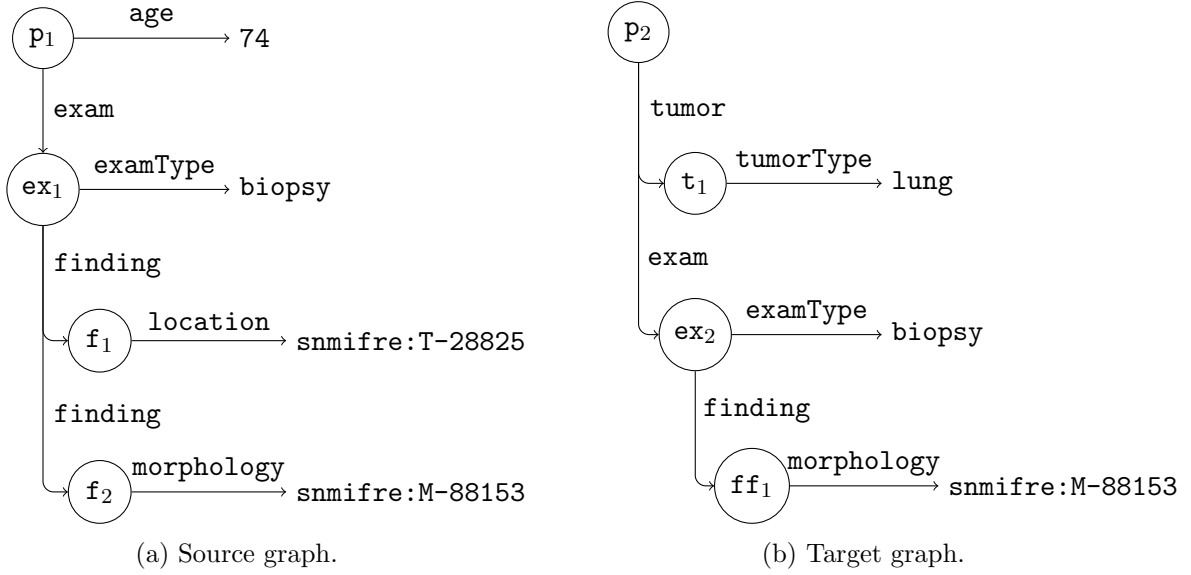 p₁
age
74
exam
ex₁
examType
biopsy
finding
f₁
location
snmifre:T-28825
finding
f₂
morphology
snmifre:M-88153
(a) Source graph.
p₂
tumor
t₁
tumorType
lung
exam
ex₂
examType
biopsy
finding
ff₁
morphology
snmifre:M-88153
(b) Target graph.